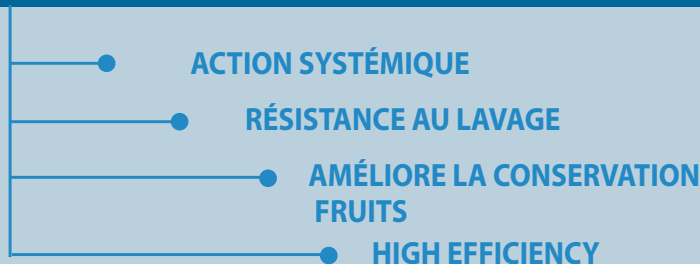 ACTION SYSTÉMIQUE
RÉSISTANCE AU LAVAGE
AMÉLIORE LA CONSERVATION
FRUITS
HIGH EFFICIENCY